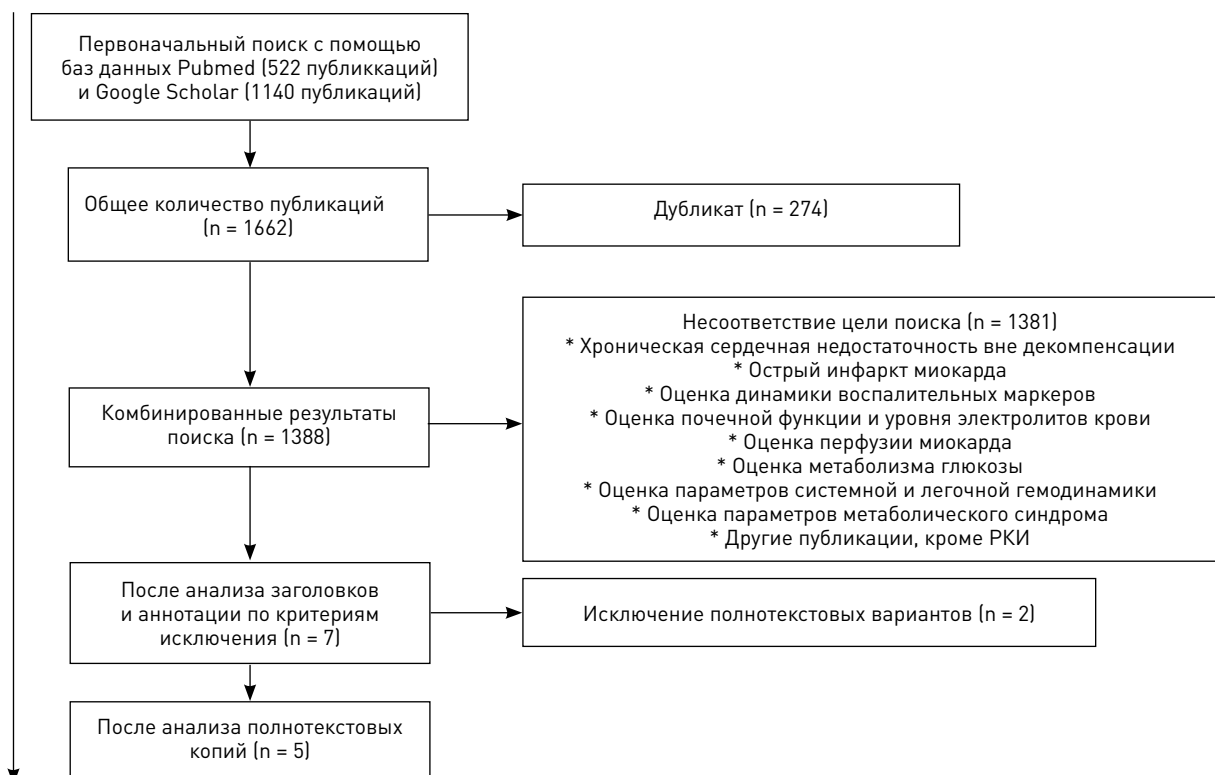 Первоначальный поиск с помощью
баз данных Pubmed (522 публиккаций)
и Google Scholar (1140 публикаций)
Общее количество публикаций
(n = 1662)
Дубликат (n = 274)
Несоответствие цели поиска (n = 1381)
* Хроническая сердечная недостаточность вне декомпенсации
* Острый инфаркт миокарда
* Оценка динамики воспалительных маркеров
* Оценка почечной функции и уровня электролитов крови
* Оценка перфузии миокарда
* Оценка метаболизма глюкозы
* Оценка параметров системной и легочной гемодинамики
* Оценка параметров метаболического синдрома
* Другие публикации, кроме РКИ
Комбинированные результаты
поиска (n = 1388)
После анализа заголовков
и аннотации по критериям
исключения (n = 7)
Исключение полнотекстовых вариантов (n = 2)
После анализа полнотекстовых
копий (n = 5)